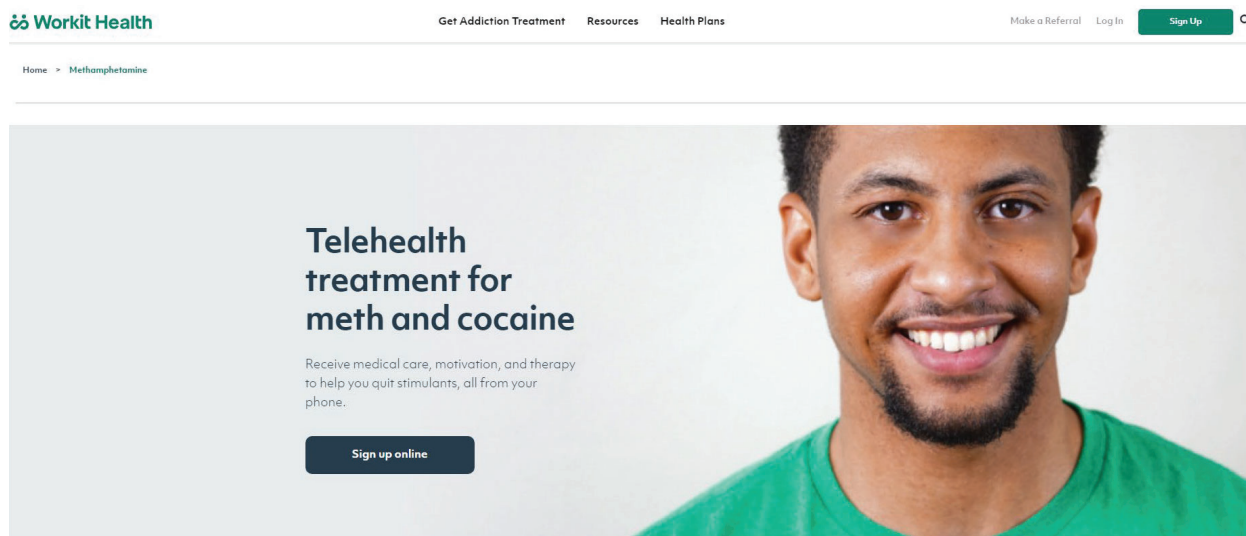 Workit Health
Get Addiction Treatment Resources Health Plans
Make a Referral Log In Sign Up
Home > Methamphetamine
Telehealth
treatment for
meth and cocaine
Receive medical care, motivation, and therapy
to help you quit stimulants, all from your
phone.
Sign up online